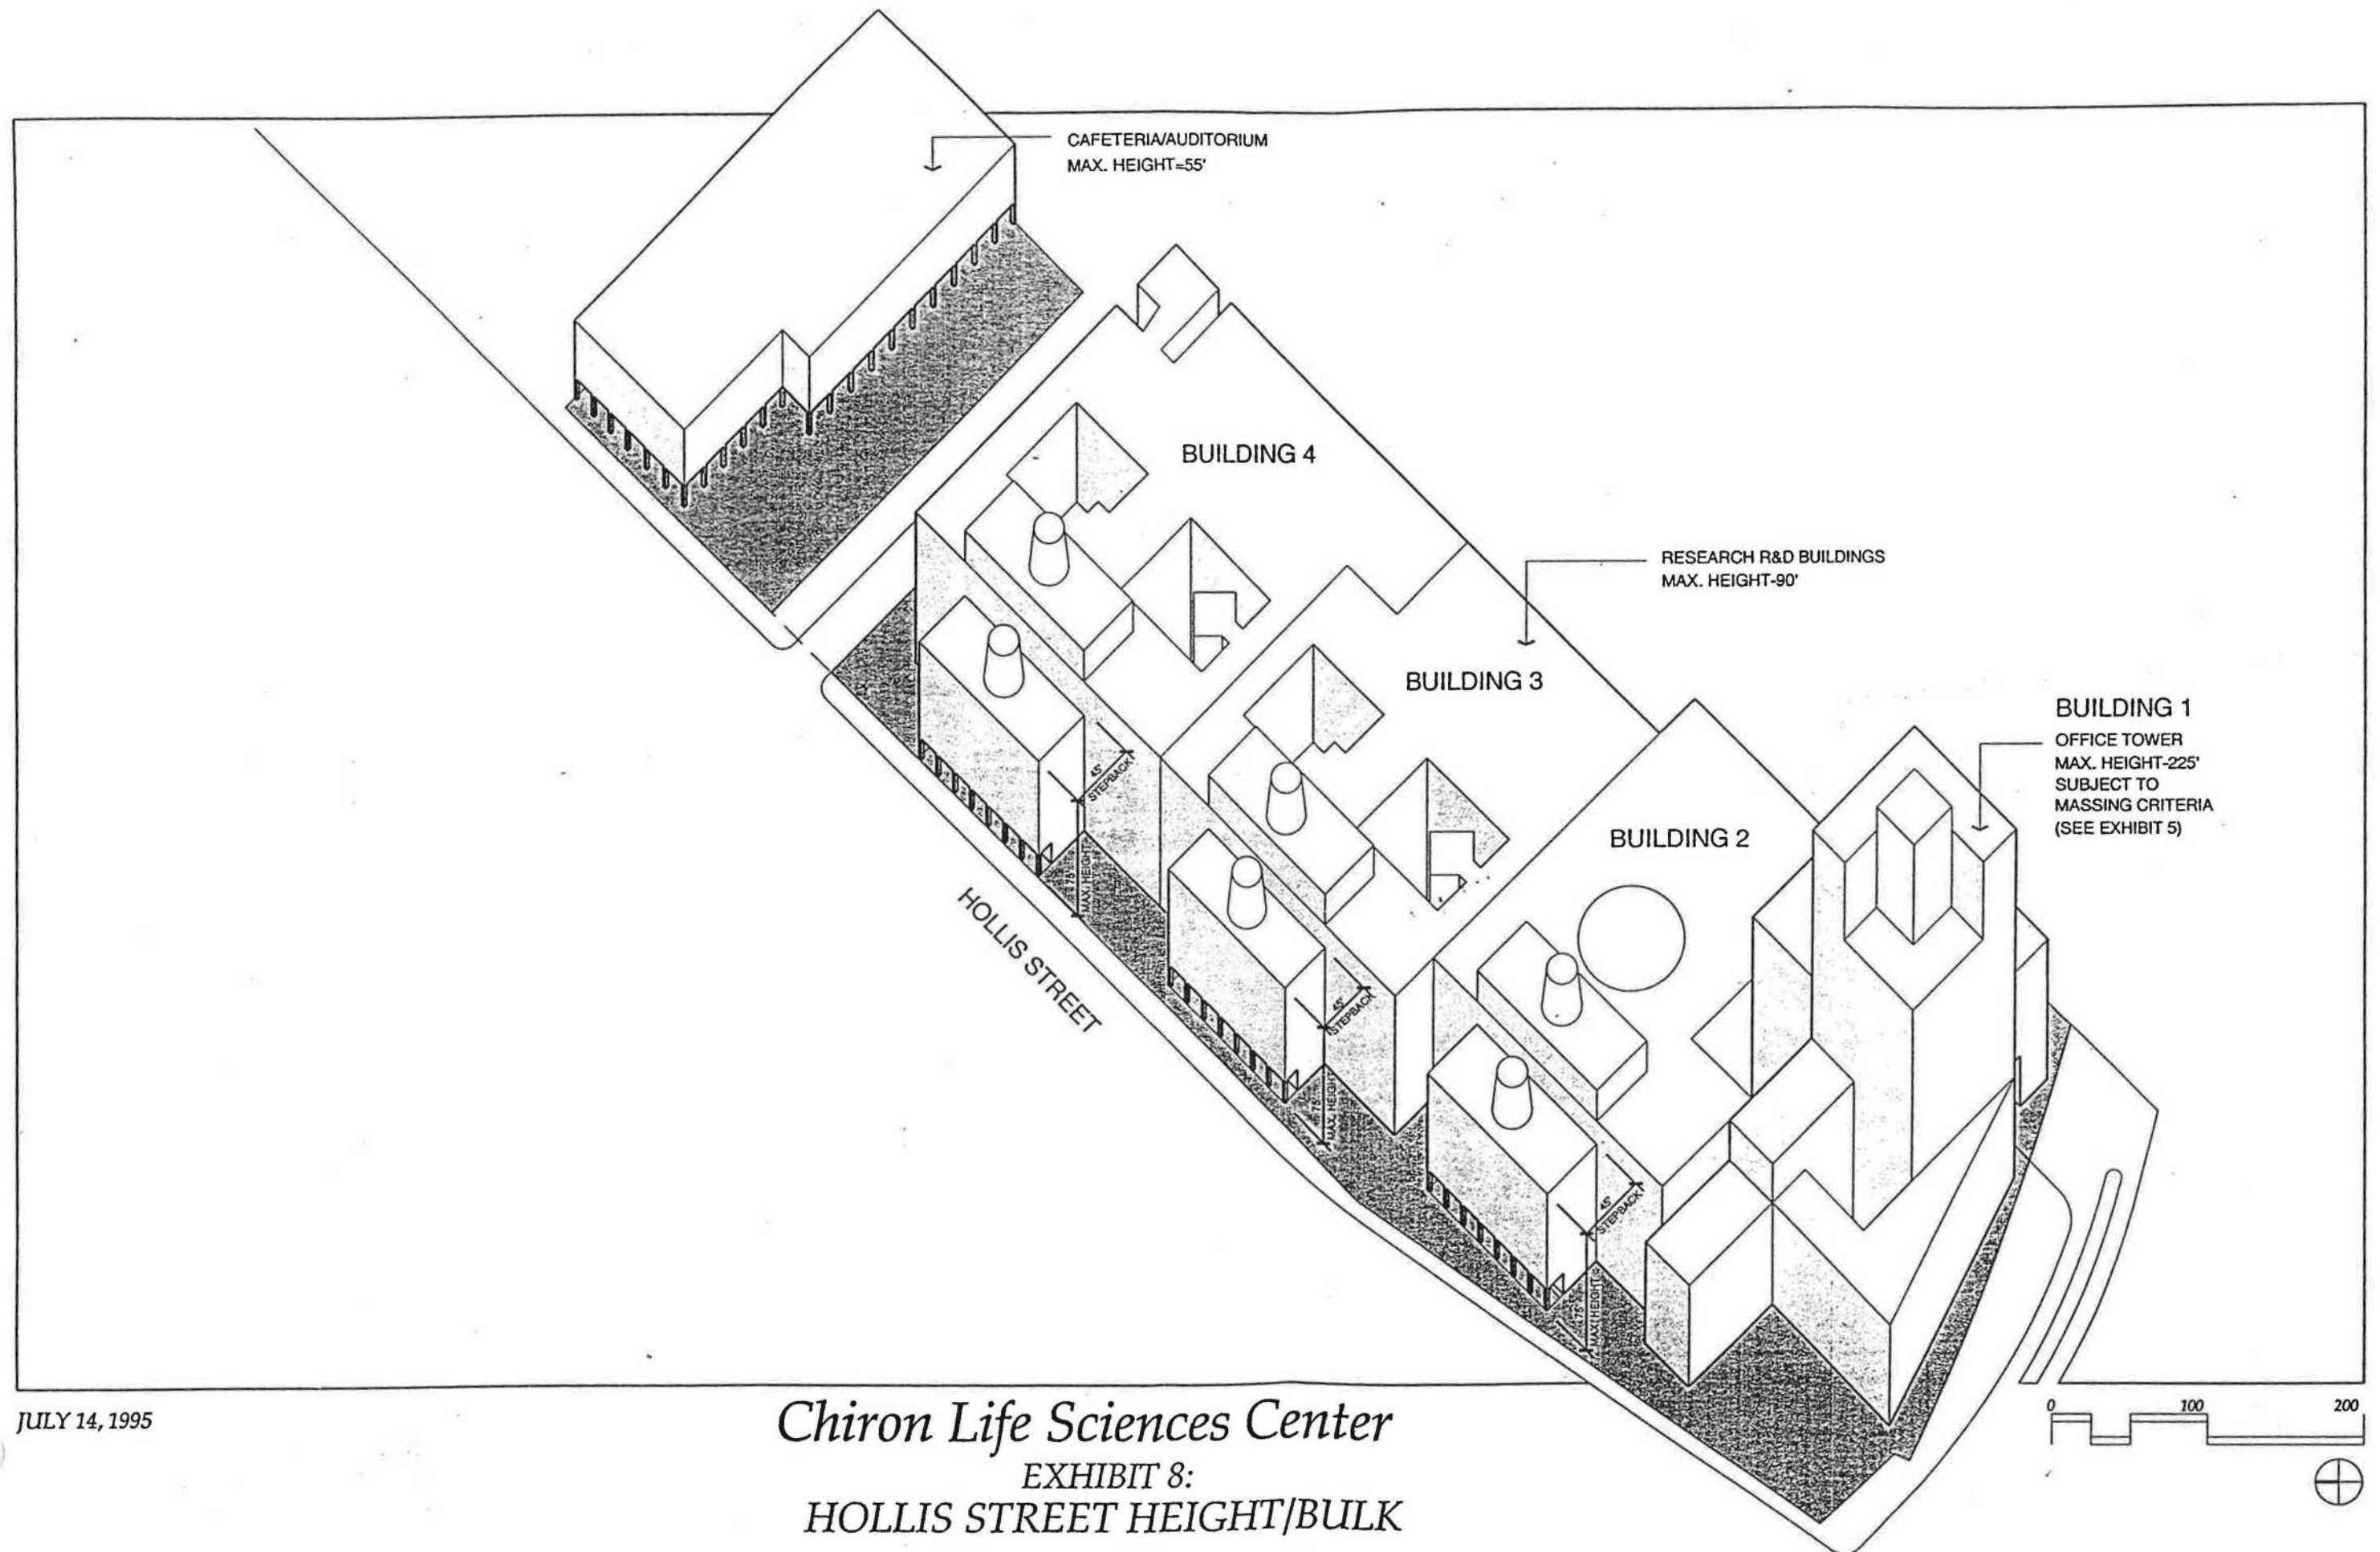 CAFETERIA/AUDITORIUM
MAX. HEIGHT=55'
BUILDING 4
RESEARCH R&D BUILDINGS
MAX. HEIGHT-90'
BUILDING 3
BUILDING 1
OFFICE TOWER
MAX. HEIGHT-225'
SUBJECT TO
MASSING CRITERIA
(SEE EXHIBIT 5)
BUILDING 2
45'
STEPBACK
75'
MAX. HEIGHT
HOLLIS STREET
45'
STEPBACK
75'
MAX. HEIGHT
45'
STEPBACK
75'
MAX. HEIGHT
0 100 200
JULY 14, 1995
Chiron Life Sciences Center
EXHIBIT 8:
HOLLIS STREET HEIGHT/BULK